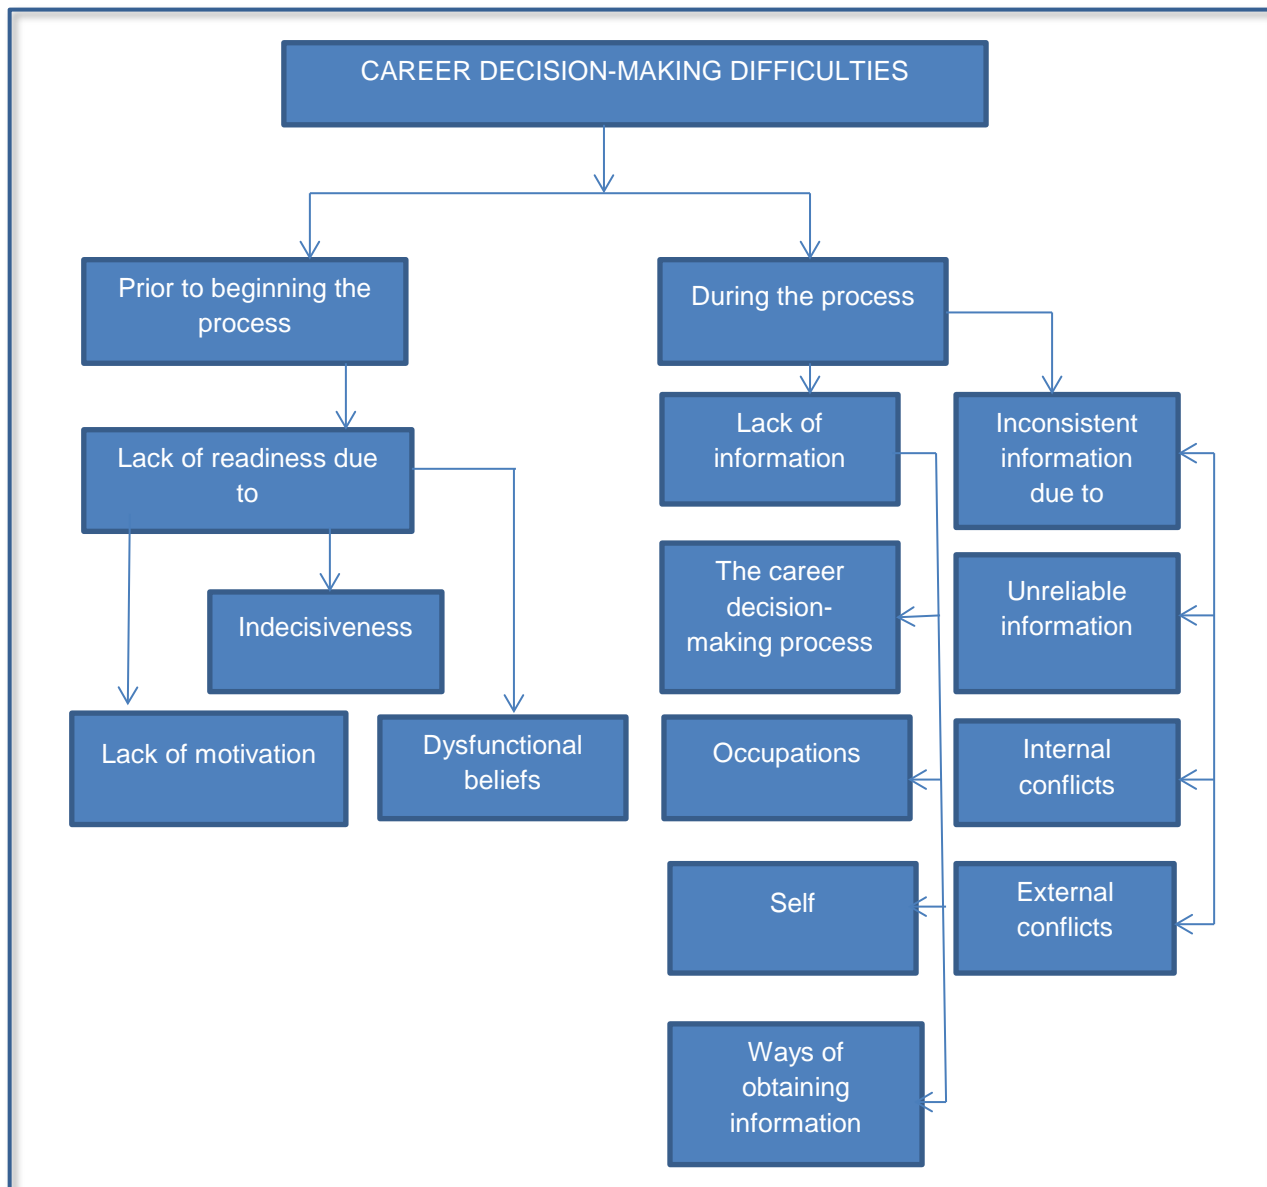 CAREER DECISION-MAKING DIFFICULTIES
Prior to beginning the
process
During the process
Lack of readiness due
to
Indecisiveness
Lack of motivation
Dysfunctional
beliefs
Lack of
information
The career
decision-
making process
Occupations
Self
Ways of
obtaining
information
Inconsistent
information
due to
Unreliable
information
Internal
conflicts
External
conflicts